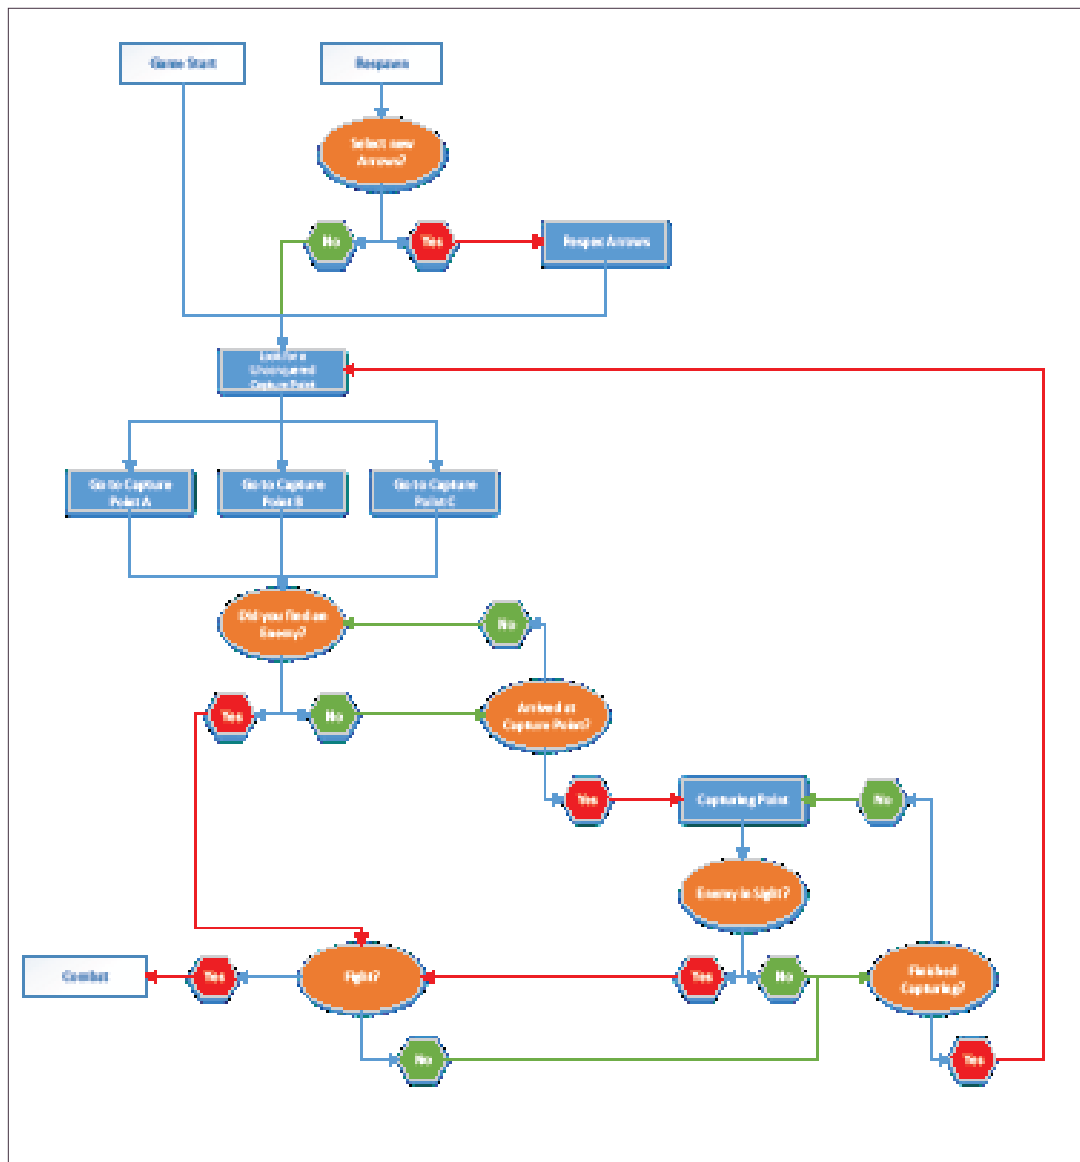 Game Start
Respawn
Select new
Arrows?
No
Yes
Respec Arrows
Look for a
Unconquered
Capture Point
Go to Capture
Point A
Go to Capture
Point B
Go to Capture
Point C
Did you find an
Enemy?
No
Yes
No
Arrived at
Capture Point?
Yes
Capturing Point
No
Enemy in Sight?
Combat
Yes
Fight?
Yes
No
Finished
Capturing?
No
Yes